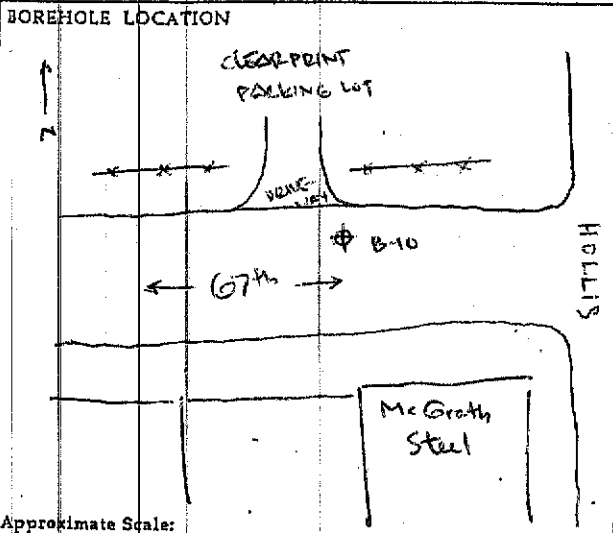 BOREHOLE LOCATION
N
CLEARPRINT
PARKING LOT
DRIVE-
WAY
B-10
67th
HOLLIS
McGrath
Steel
Approximate Scale: